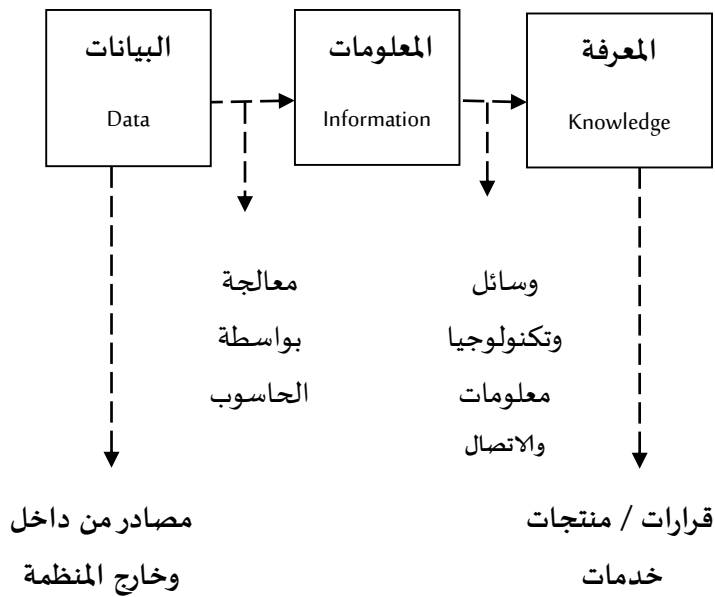 البيانات
Data
المعلومات
Information
المعرفة
Knowledge
معالجة
بواسطة
الحاسوب
وسائل
وتكنولوجيا
معلومات
والاتصال
مصادر من داخل
وخارج المنظمة
قرارات / منتجات
خدمات